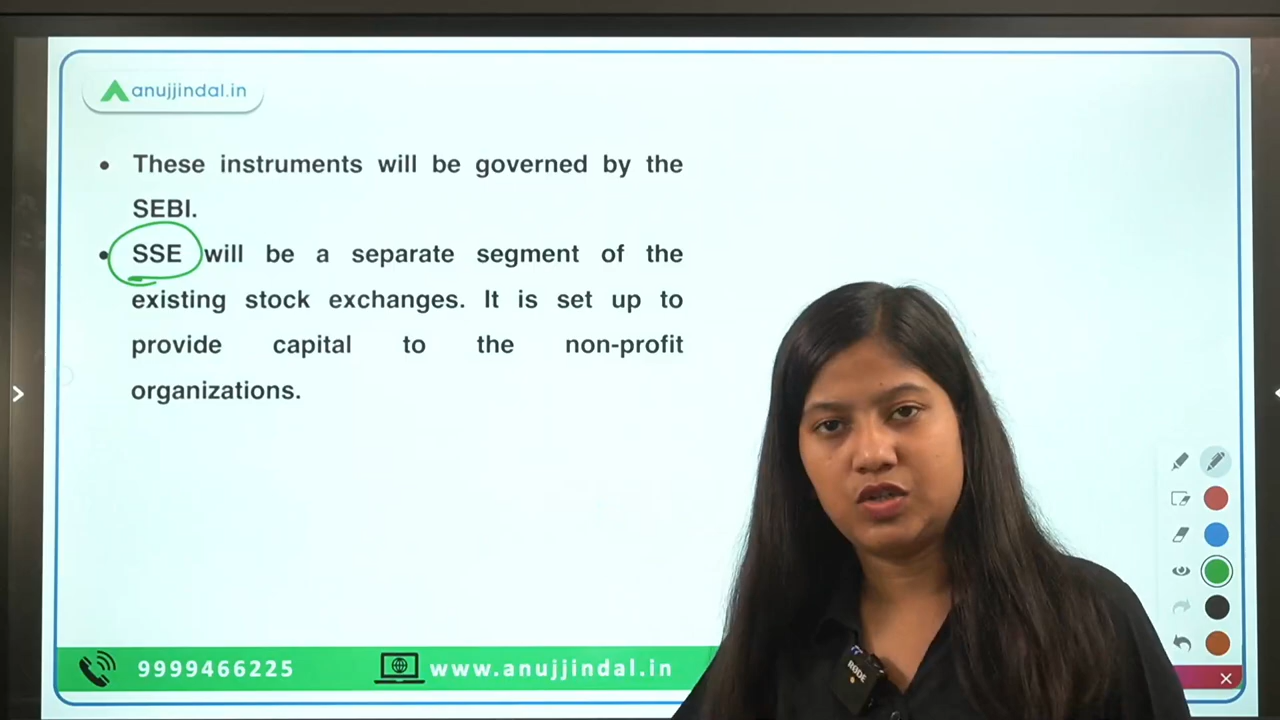 anujjindal.in
• These instruments will be governed by the
SEBI.
• SSE will be a separate segment of the
existing stock exchanges. It is set up to
provide capital to the non-profit
organizations.
RODE
9999466225
www.anujjindal.in